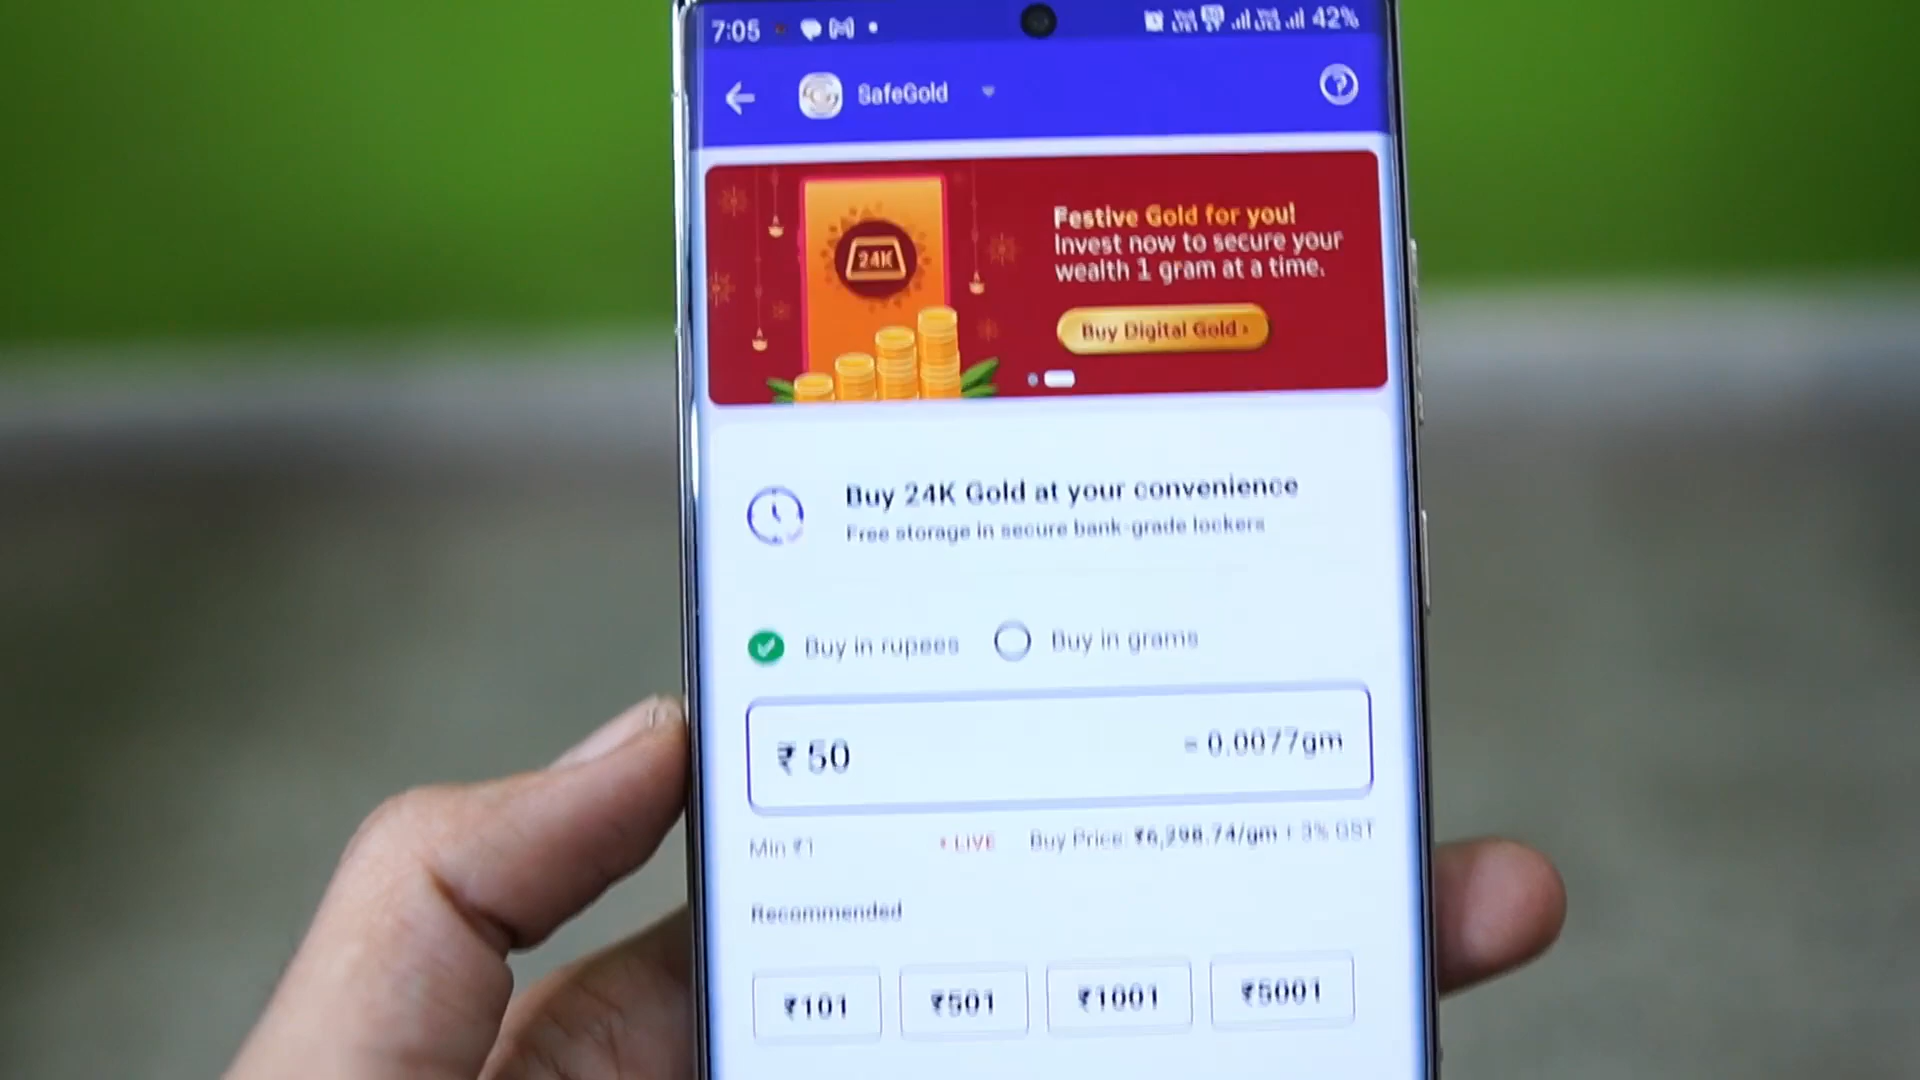 7:05
42%
SafeGold
24K
Festive Gold for you!
Invest now to secure your
wealth 1 gram at a time.
Buy Digital Gold ›
Buy 24K Gold at your convenience
Free storage in secure bank-grade lockers
Buy in rupees Buy in grams
₹ 50 = 0.0077gm
Min ₹1 • LIVE Buy Price: ₹6,298.74/gm + 3% GST
Recommended
₹101 ₹501 ₹1001 ₹5001